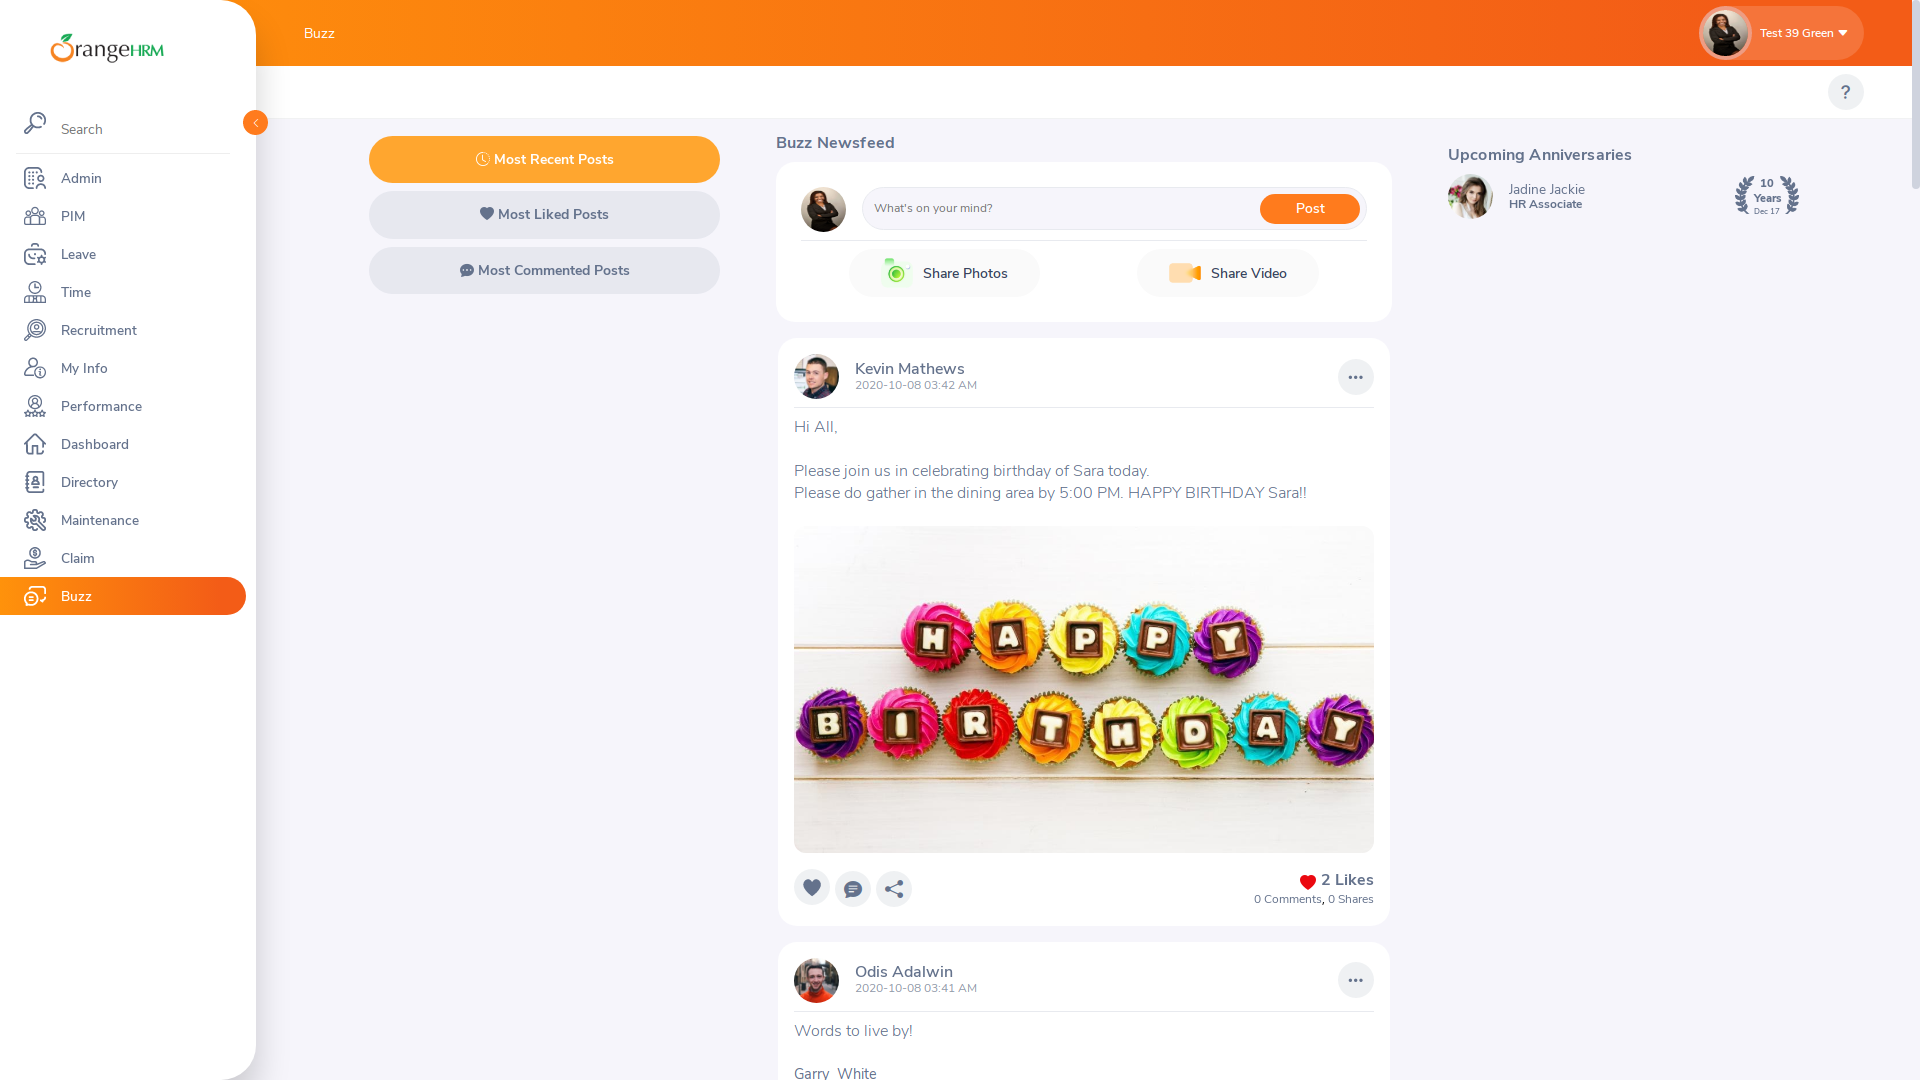 OrangeHRM
Search
Admin
PIM
Leave
Time
Recruitment
My Info
Performance
Dashboard
Directory
Maintenance
Claim
Buzz
Buzz
Test 39 Green
?
Most Recent Posts
Most Liked Posts
Most Commented Posts
Buzz Newsfeed
What's on your mind?
Post
Share Photos
Share Video
Kevin Mathews
2020-10-08 03:42 AM
Hi All,
Please join us in celebrating birthday of Sara today.
Please do gather in the dining area by 5:00 PM. HAPPY BIRTHDAY Sara!!
HAPPY
BIRTHDAY
2 Likes
0 Comments, 0 Shares
Odis Adalwin
2020-10-08 03:41 AM
Words to live by!
Garry White
Upcoming Anniversaries
Jadine Jackie
HR Associate
10
Years
Dec 17